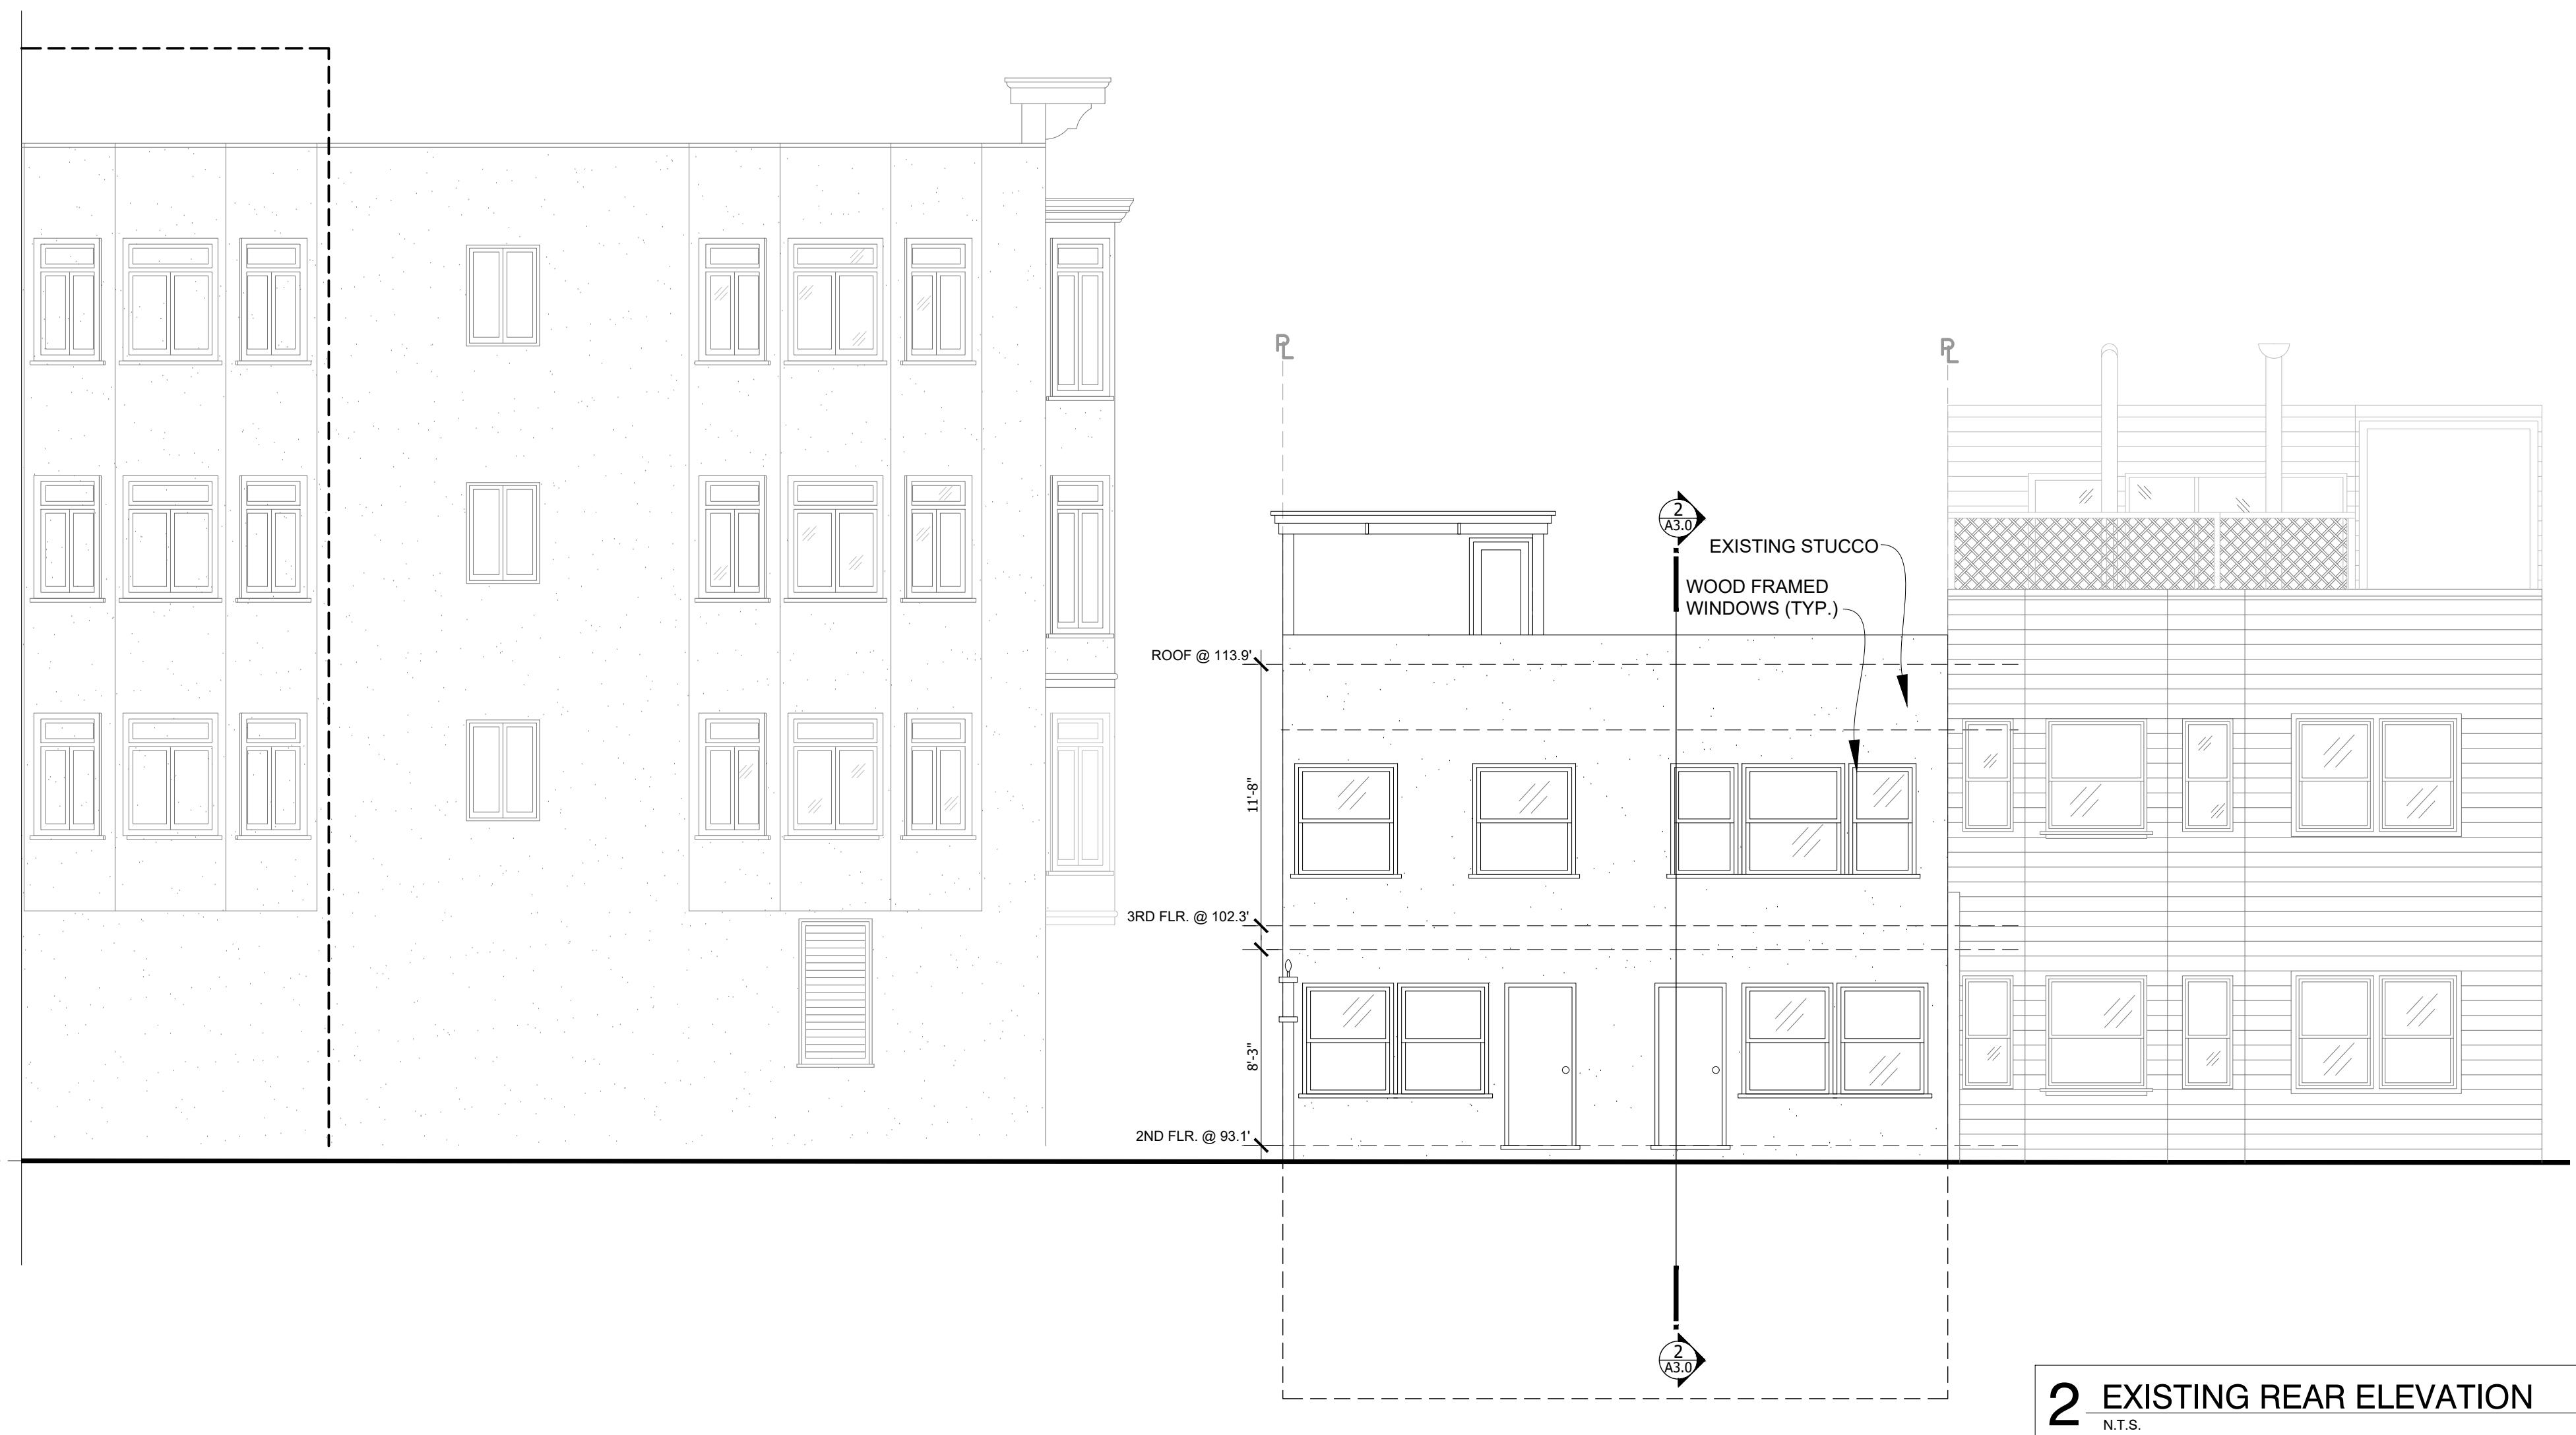 PL
PL
2
A3.0
EXISTING STUCCO
WOOD FRAMED
WINDOWS (TYP.)
ROOF @ 113.9'
11'-8"
3RD FLR. @ 102.3'
8'-3"
2ND FLR. @ 93.1'
2
A3.0
2 EXISTING REAR ELEVATION
N.T.S.